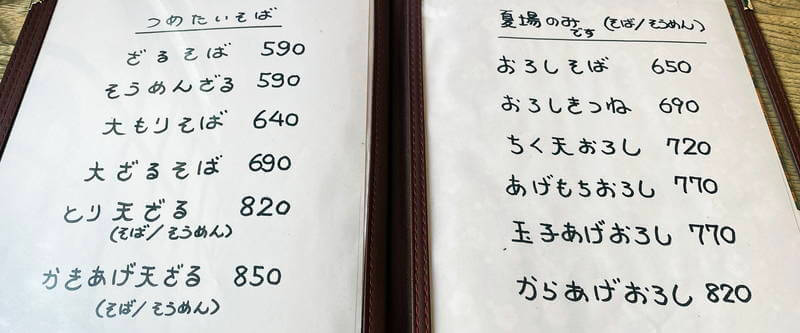 つめたいそば
ざるそば 590
そうめんざる 590
大もりそば 640
大ざるそば 690
とり天ざる 820
(そば/そうめん)
かきあげ天ざる 850
(そば/そうめん)
夏場のみです (そば/そうめん)
おろしそば 650
おろしきつね 690
ちく天おろし 720
あげもちおろし 770
玉子あげおろし 770
からあげおろし 820